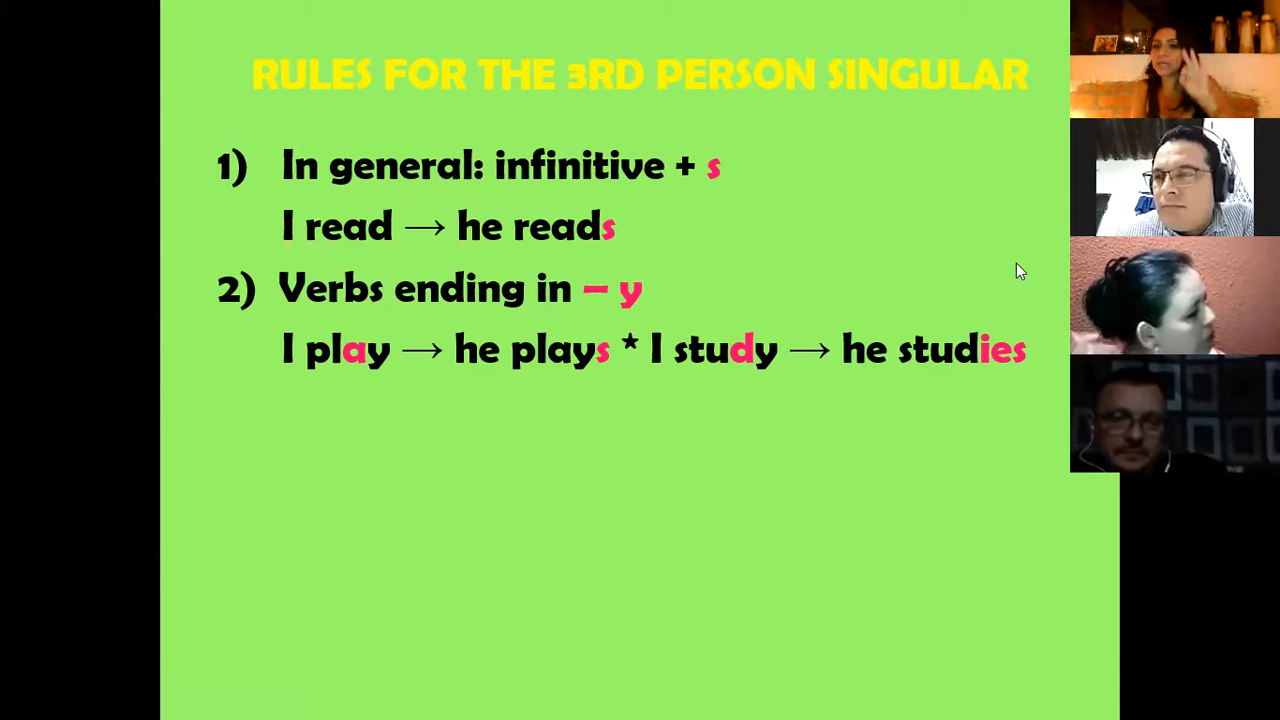 RULES FOR THE 3RD PERSON SINGULAR
1) In general: infinitive + s
I read → he reads
2) Verbs ending in – y
I play → he plays * I study → he studies